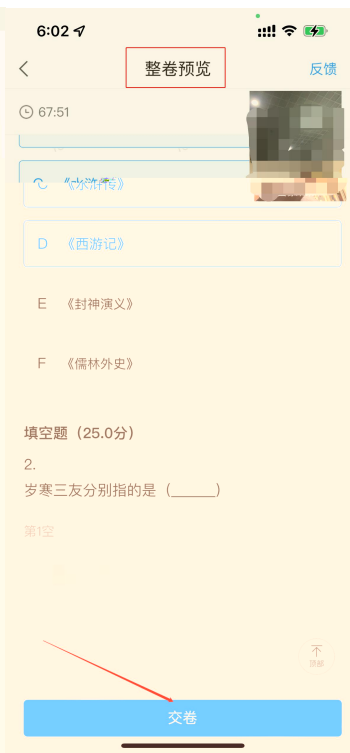 6:02
整卷预览
反馈
67:51
C 《水浒传》
D 《西游记》
E 《封神演义》
F 《儒林外史》
填空题（25.0分）
2.
岁寒三友分别指的是（______）
第1空
顶部
交卷